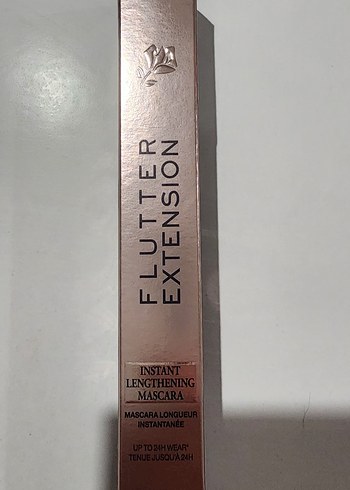 FLUTTER
EXTENSION
INSTANT
LENGTHENING
MASCARA
MASCARA LONGUEUR
INSTANTANÉE
UP TO 24H WEAR*
TENUE JUSQU'À 24H